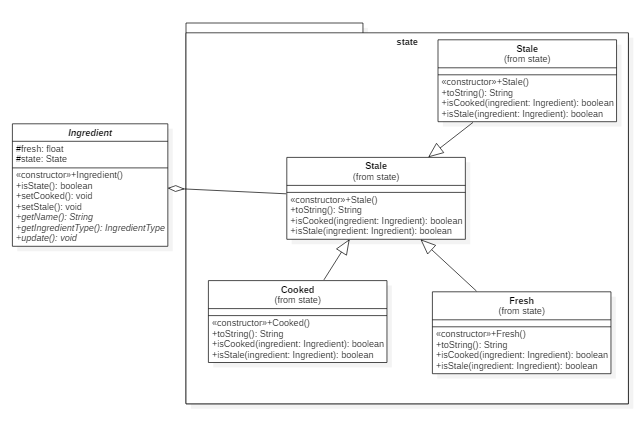 state
Stale
(from state)
«constructor»+Stale()
+toString(): String
+isCooked(ingredient: Ingredient): boolean
+isStale(ingredient: Ingredient): boolean
Ingredient
#fresh: float
#state: State
«constructor»+Ingredient()
+isState(): boolean
+setCooked(): void
+setStale(): void
+getName(): String
+getIngredientType(): IngredientType
+update(): void
Stale
(from state)
«constructor»+Stale()
+toString(): String
+isCooked(ingredient: Ingredient): boolean
+isStale(ingredient: Ingredient): boolean
Cooked
(from state)
«constructor»+Cooked()
+toString(): String
+isCooked(ingredient: Ingredient): boolean
+isStale(ingredient: Ingredient): boolean
Fresh
(from state)
«constructor»+Fresh()
+toString(): String
+isCooked(ingredient: Ingredient): boolean
+isStale(ingredient: Ingredient): boolean